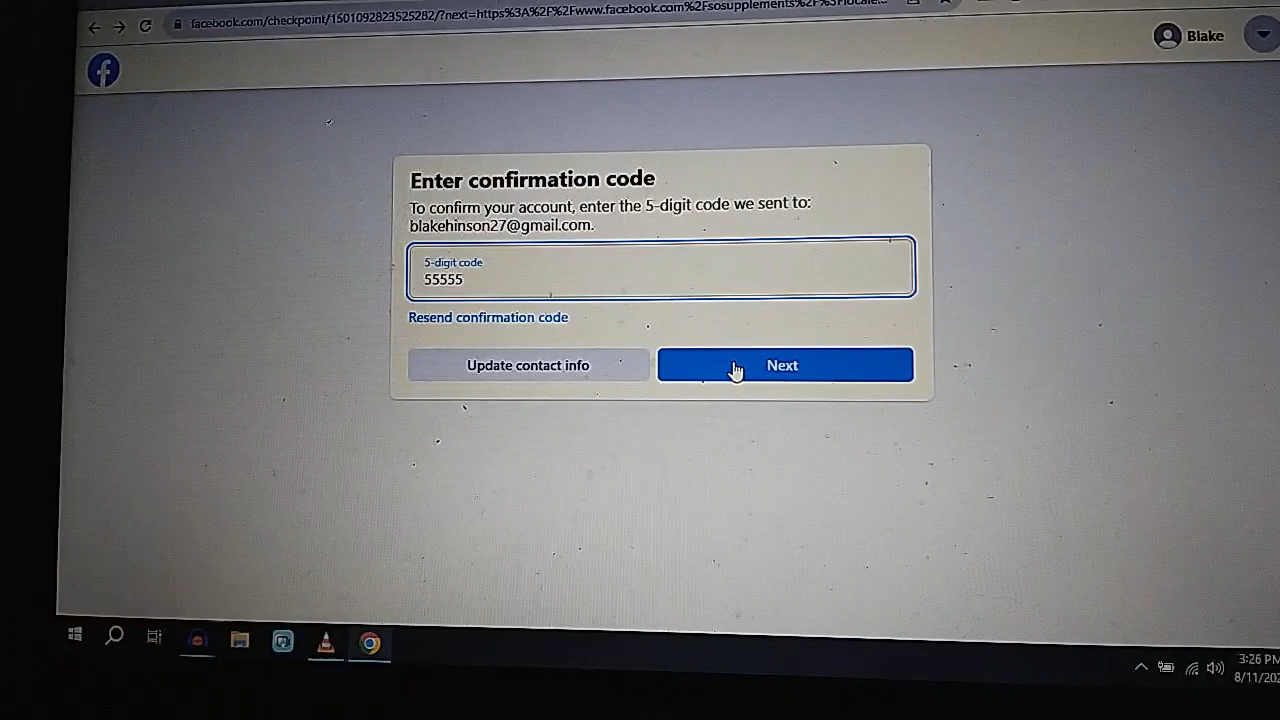 facebook.com/checkpoint/1501092823525282/?next=https%3A%2F%2Fwww.facebook.com%2Fsosupplements%2F%3Flocale...
Blake
Enter confirmation code
To confirm your account, enter the 5-digit code we sent to:
blakehinson27@gmail.com.
5-digit code
55555
Resend confirmation code
Update contact info
Next
3:26 PM
8/11/202